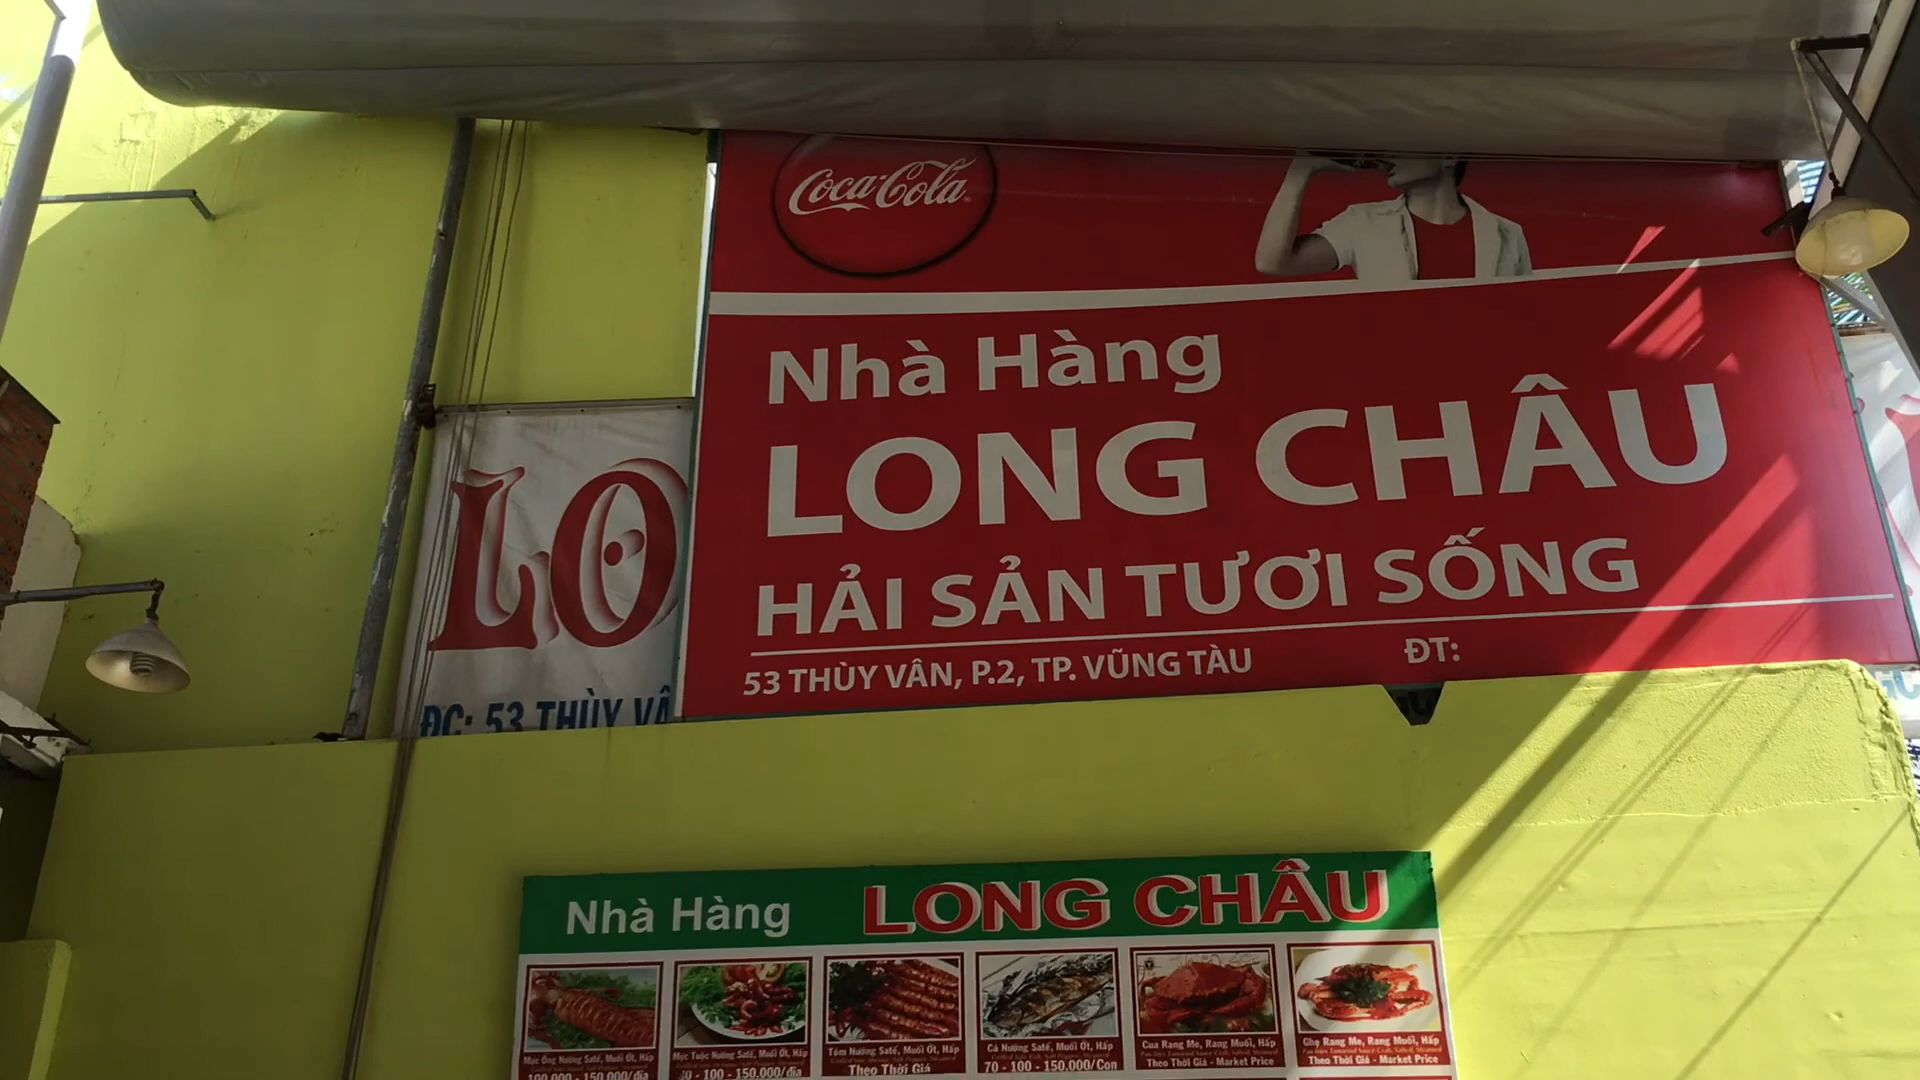 Coca-Cola
Nhà Hàng
LONG CHÂU
HẢI SẢN TƯƠI SỐNG
53 THÙY VÂN, P.2, TP. VŨNG TÀU
ĐT:
LO
ĐC: 53 THÙY VÂ
Nhà Hàng LONG CHÂU
Mực Ống Nướng Saté, Muối Ớt, Hấp
100.000 - 150.000/đĩa
Mực Tuộc Nướng Saté, Muối Ớt, Hấp
- 100 - 150.000/đĩa
Tôm Nướng Saté, Muối Ớt, Hấp
Theo Thời Giá
Cá Nướng Saté, Muối Ớt, Hấp
70 - 100 - 150.000/Con
Cua Rang Me, Rang Muối, Hấp
Theo Thời Giá - Market Price
Ghẹ Rang Me, Rang Muối, Hấp
Theo Thời Giá - Market Price